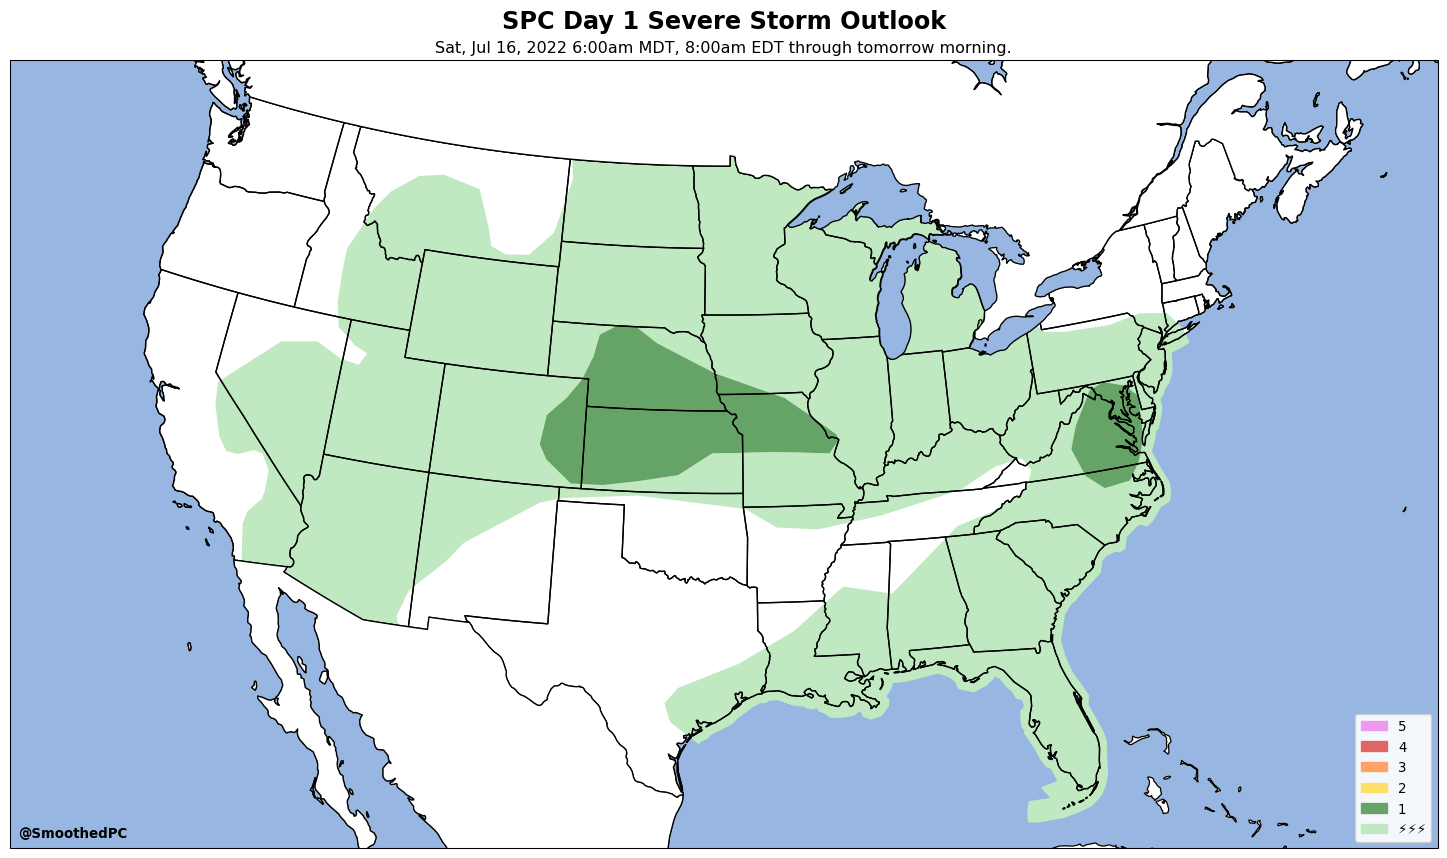 SPC Day 1 Severe Storm Outlook
Sat, Jul 16, 2022 6:00am MDT, 8:00am EDT through tomorrow morning.
5
4
3
2
1
⚡⚡⚡
@SmoothedPC